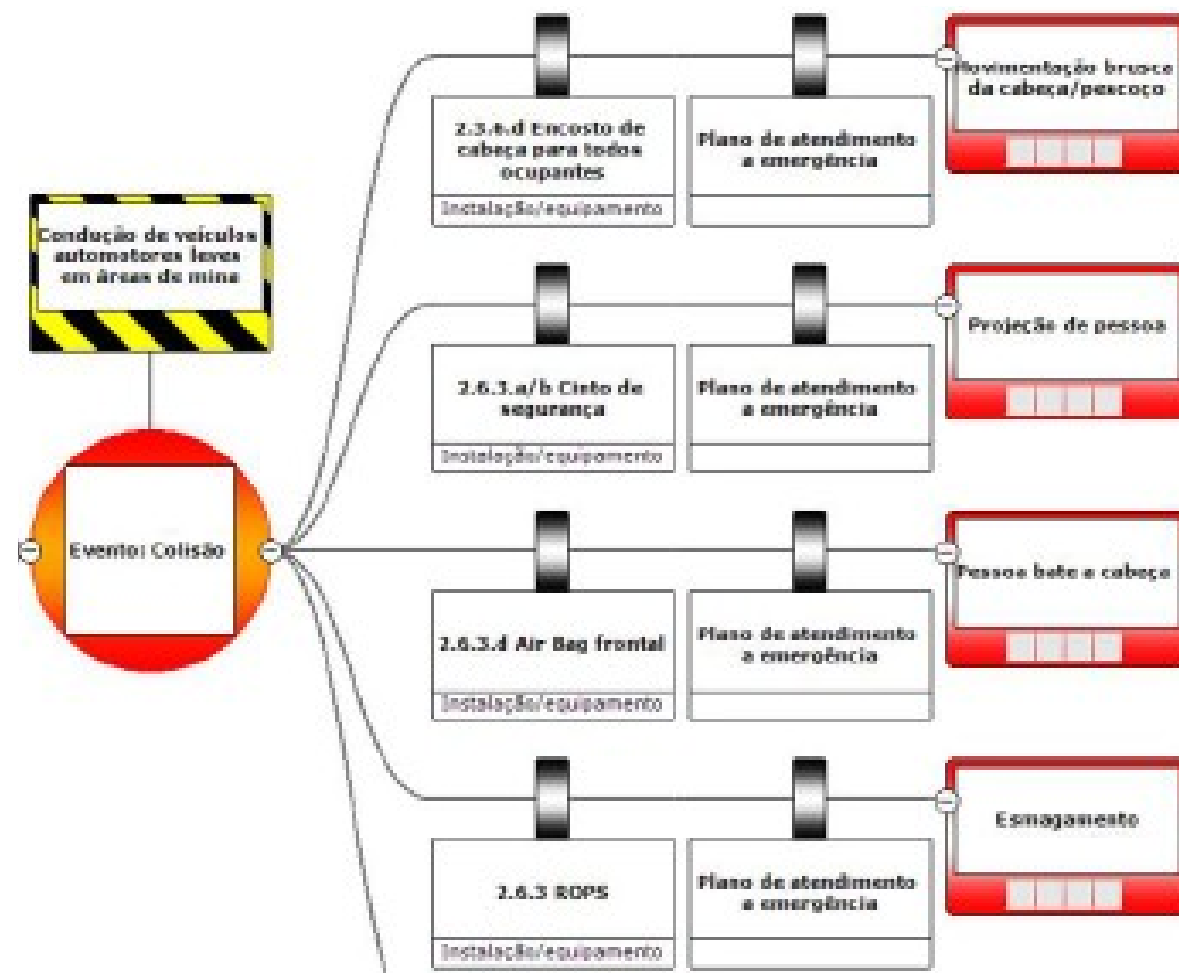 2.3.6.d Encosto de
cabeça para todos
ocupantes
Instalação/equipamento
Plano de atendimento
a emergência
Movimentação brusca
da cabeça/pescoço
Condução de veículos
automotores leves
em áreas de mina
2.6.3.a/b Cinto de
segurança
Instalação/equipamento
Plano de atendimento
a emergência
Projeção de pessoa
Evento: Colisão
2.6.3.d Air Bag frontal
Instalação/equipamento
Plano de atendimento
a emergência
Pessoa bate a cabeça
2.6.3 ROPS
Instalação/equipamento
Plano de atendimento
a emergência
Esmagamento